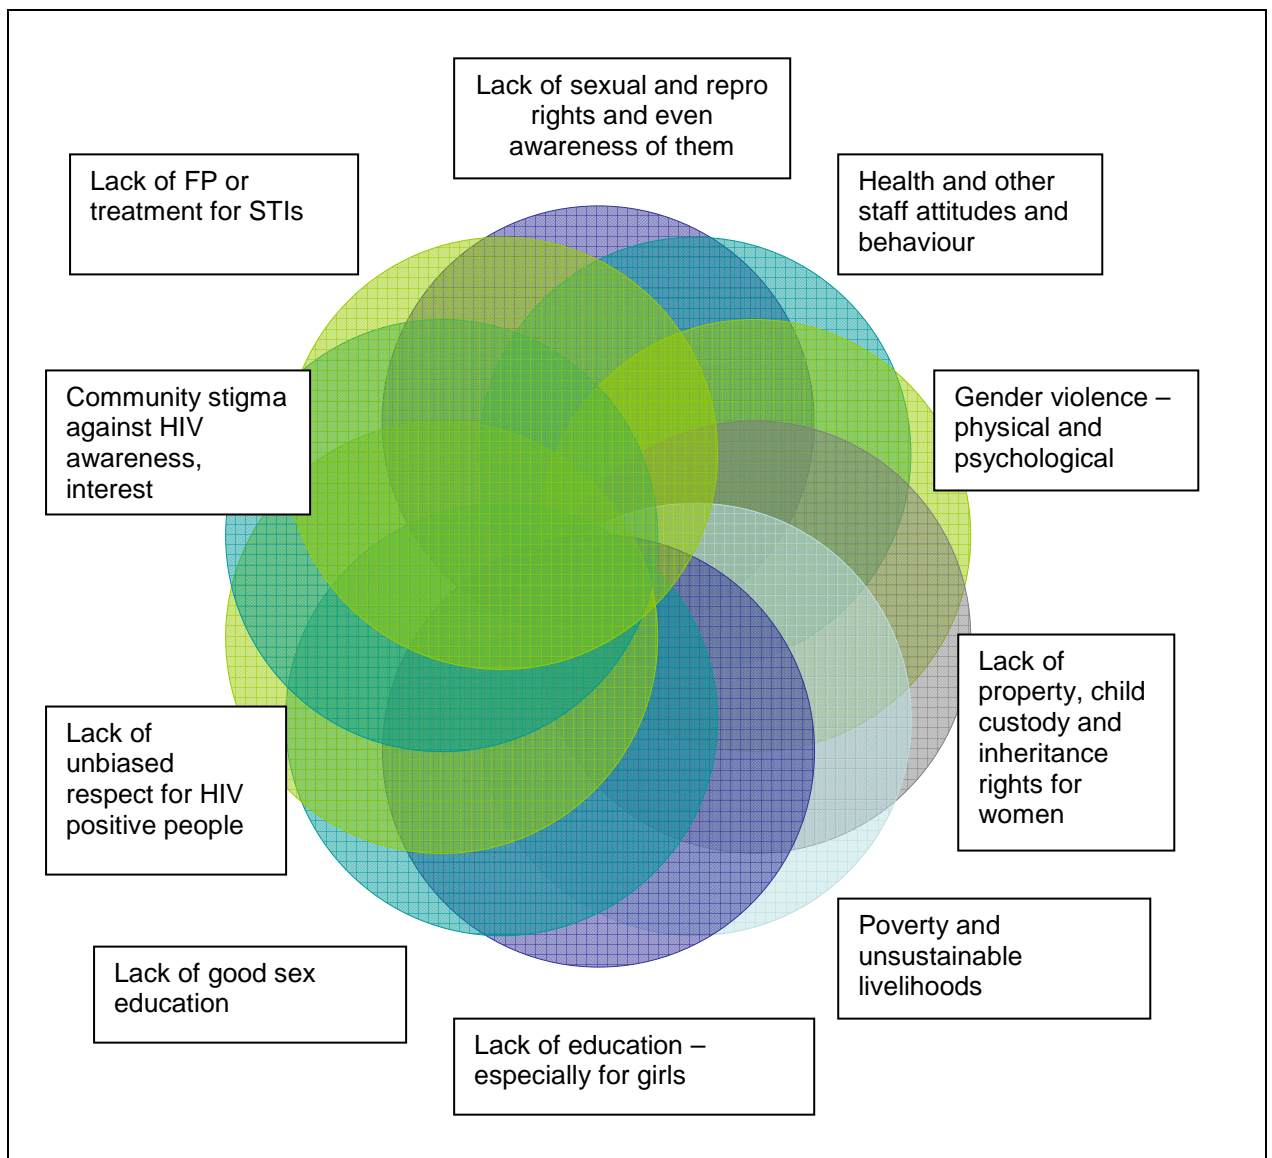 Lack of sexual and repro
rights and even
awareness of them
Lack of FP or
treatment for STIs
Health and other
staff attitudes and
behaviour
Community stigma
against HIV
awareness,
interest
Gender violence –
physical and
psychological
Lack of
property, child
custody and
inheritance
rights for
women
Lack of
unbiased
respect for HIV
positive people
Poverty and
unsustainable
livelihoods
Lack of good sex
education
Lack of education –
especially for girls